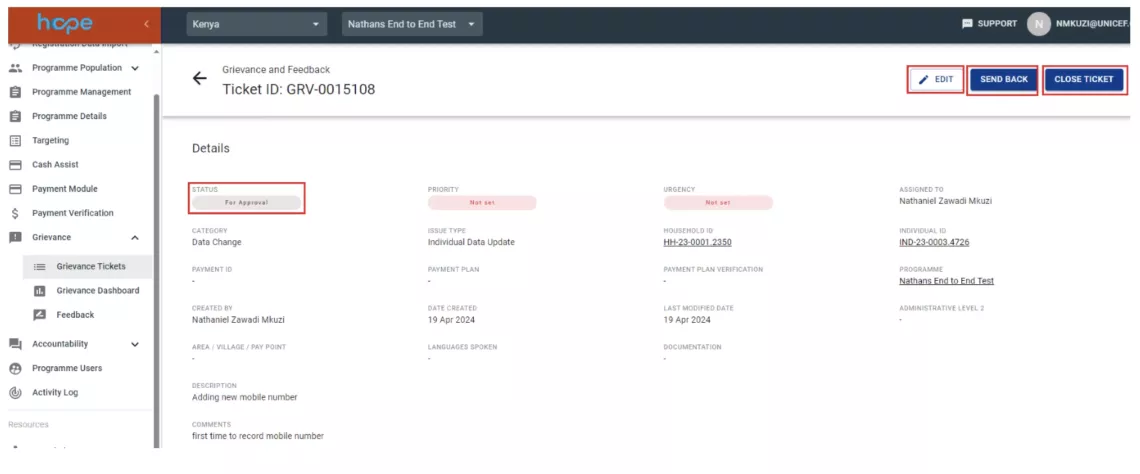 hope
Kenya
Nathans End to End Test
SUPPORT
N
NMKUZI@UNICEF.
Registration Data Import
Programme Population
Programme Management
Programme Details
Targeting
Cash Assist
Payment Module
Payment Verification
Grievance
Grievance Tickets
Grievance Dashboard
Feedback
Accountability
Programme Users
Activity Log
Resources
Grievance and Feedback
Ticket ID: GRV-0015108
EDIT
SEND BACK
CLOSE TICKET
Details
STATUS
For Approval
PRIORITY
Not set
URGENCY
Not set
ASSIGNED TO
Nathaniel Zawadi Mkuzi
CATEGORY
Data Change
ISSUE TYPE
Individual Data Update
HOUSEHOLD ID
HH-23-0001.2350
INDIVIDUAL ID
IND-23-0003.4726
PAYMENT ID
-
PAYMENT PLAN
-
PAYMENT PLAN VERIFICATION
-
PROGRAMME
Nathans End to End Test
CREATED BY
Nathaniel Zawadi Mkuzi
DATE CREATED
19 Apr 2024
LAST MODIFIED DATE
19 Apr 2024
ADMINISTRATIVE LEVEL 2
-
AREA / VILLAGE / PAY POINT
-
LANGUAGES SPOKEN
-
DOCUMENTATION
-
DESCRIPTION
Adding new mobile number
COMMENTS
first time to record mobile number